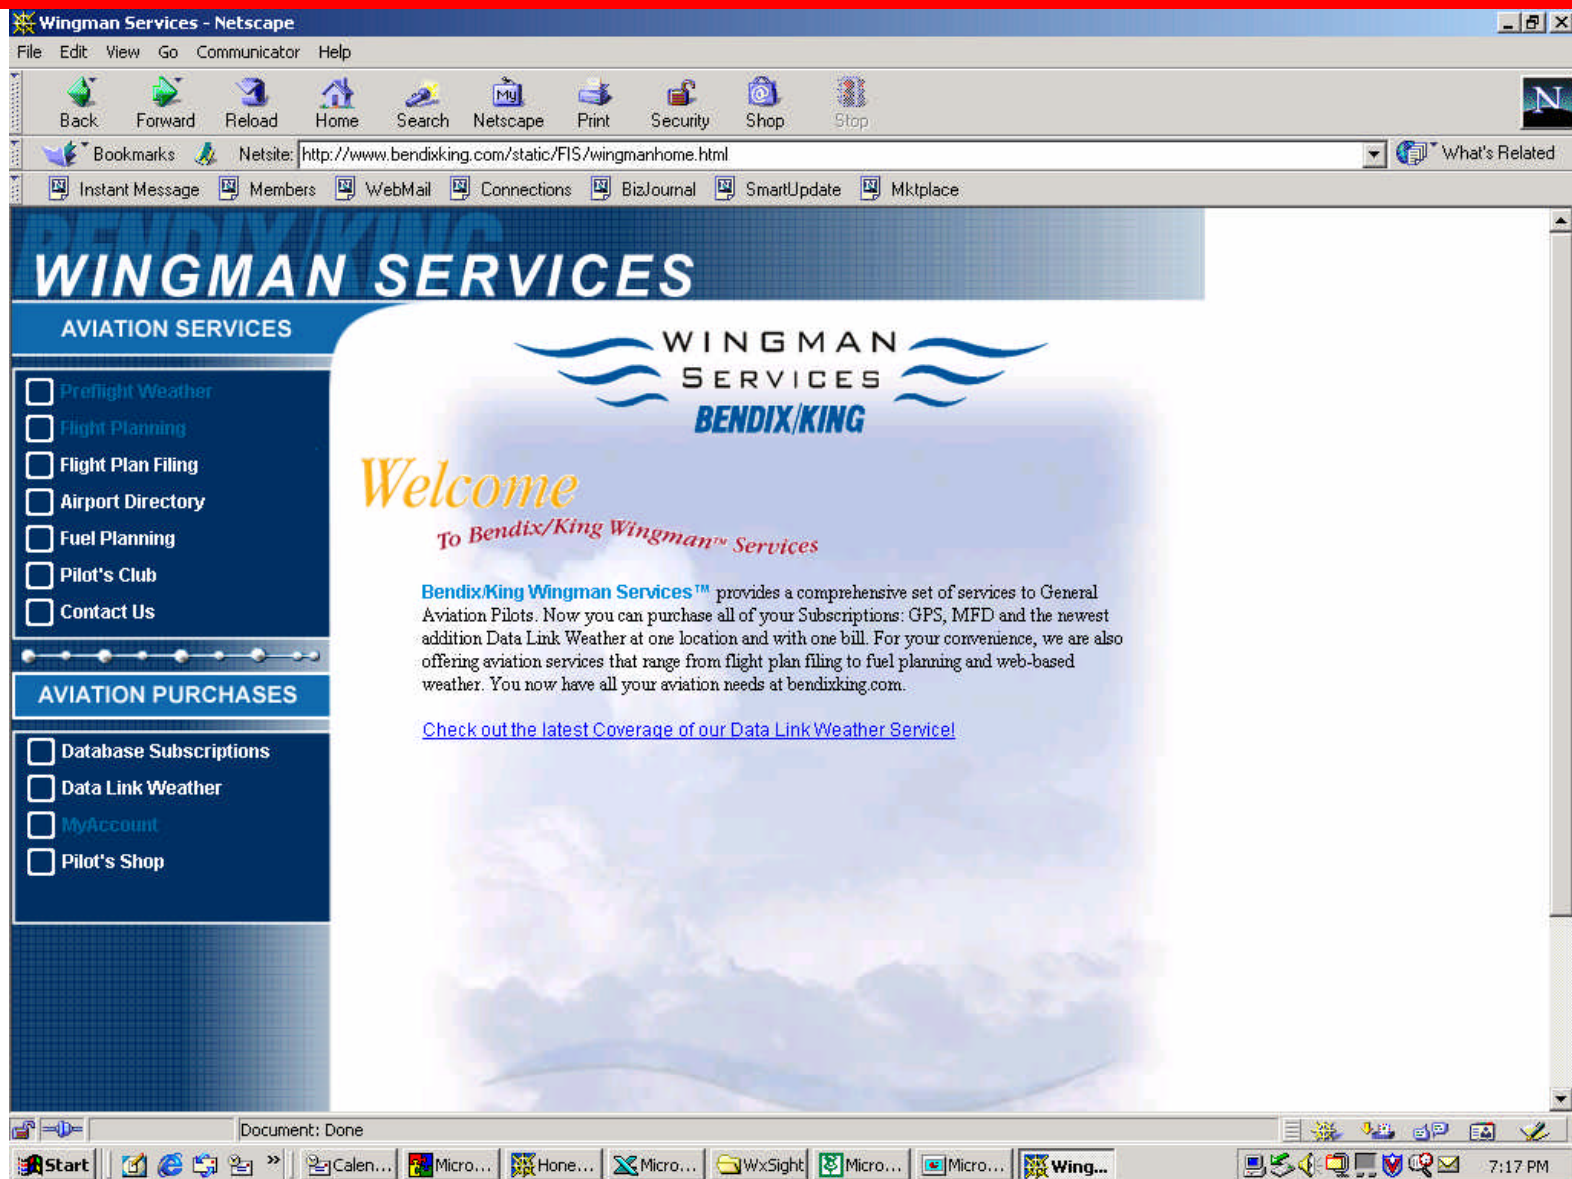 Wingman Services - Netscape
File Edit View Go Communicator Help
My
N
Back Forward Reload Home Search Netscape Print Security Shop Stop
Bookmarks Netsite: http://www.bendixking.com/static/FIS/wingmanhome.html What's Related
Instant Message Members WebMail Connections BizJournal SmartUpdate Mktplace
BENDIX/KING
WINGMAN SERVICES
AVIATION SERVICES
Preflight Weather
Flight Planning
Flight Plan Filing
Airport Directory
Fuel Planning
Pilot's Club
Contact Us
AVIATION PURCHASES
Database Subscriptions
Data Link Weather
MyAccount
Pilot's Shop
WINGMAN
SERVICES
BENDIX/KING
Welcome
To Bendix/King Wingman™ Services
Bendix/King Wingman Services™ provides a comprehensive set of services to General
Aviation Pilots. Now you can purchase all of your Subscriptions: GPS, MFD and the newest
addition Data Link Weather at one location and with one bill. For your convenience, we are also
offering aviation services that range from flight plan filing to fuel planning and web-based
weather. You now have all your aviation needs at bendixking.com.
Check out the latest Coverage of our Data Link Weather Service!
Document: Done
Start » Calen... Micro... Hone... Micro... WxSight Micro... Micro... Wing... 7:17 PM